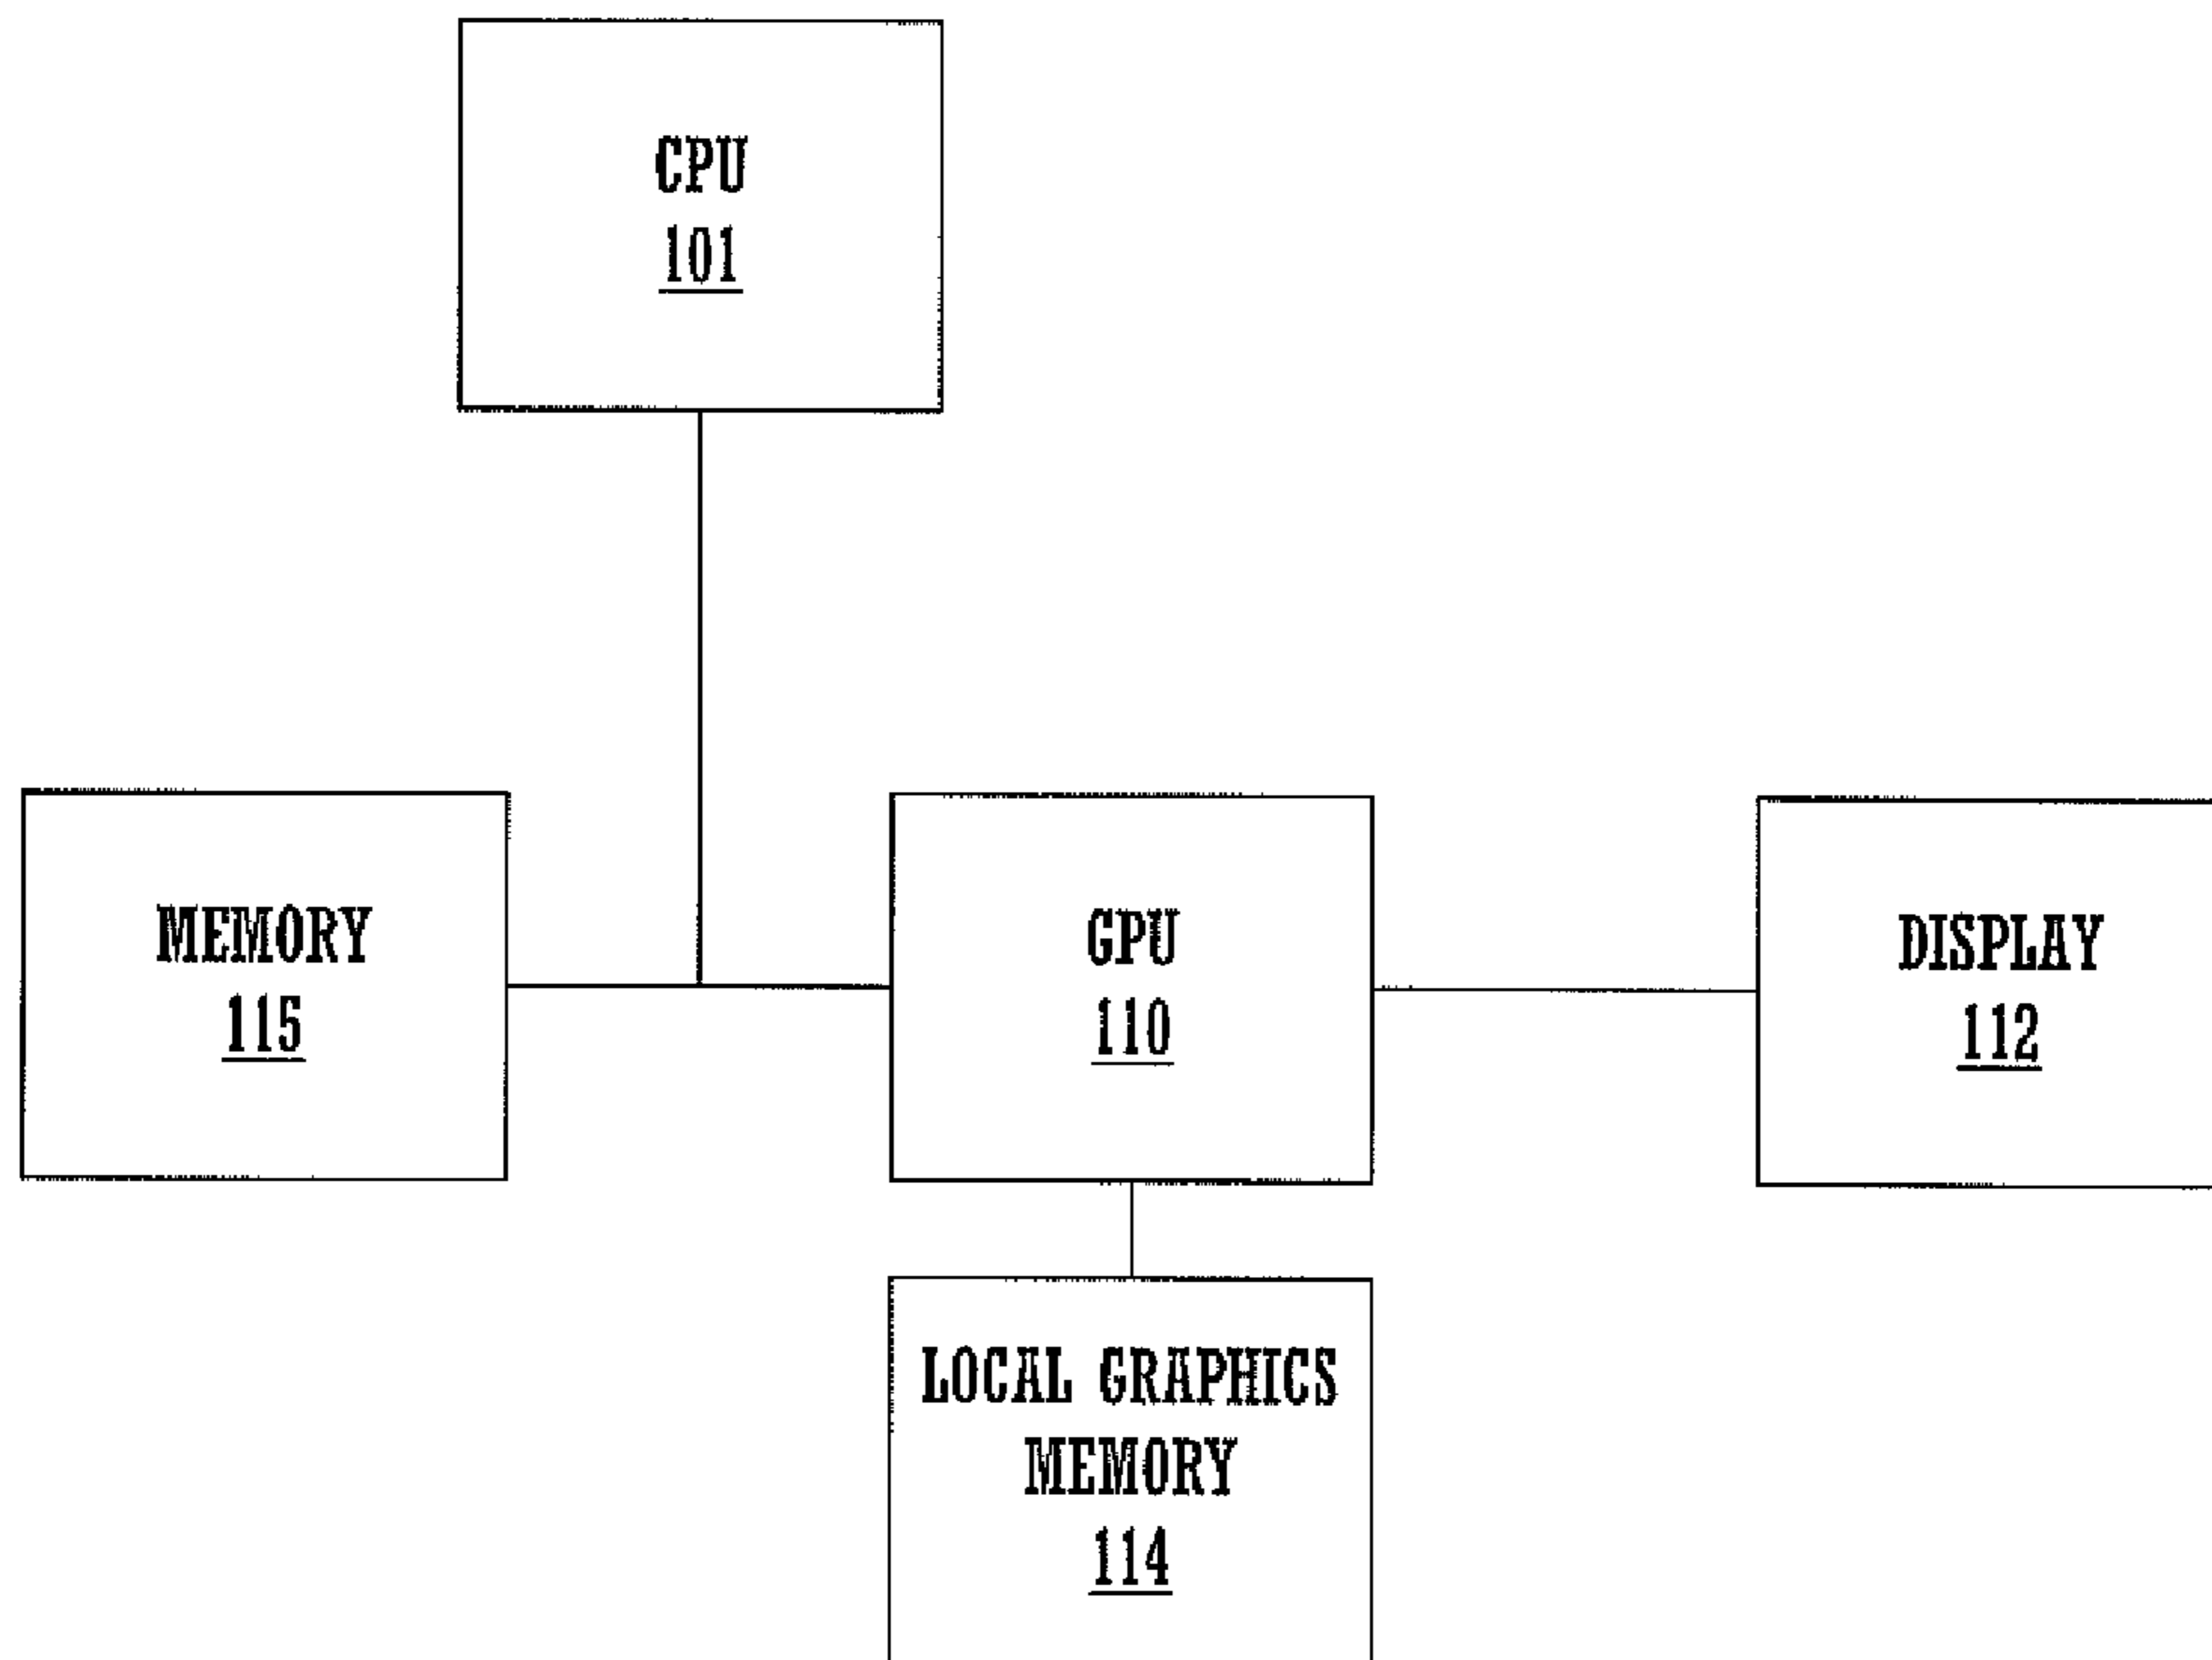 CPU
101
MEMORY
115
GPU
110
DISPLAY
112
LOCAL GRAPHICS
MEMORY
114